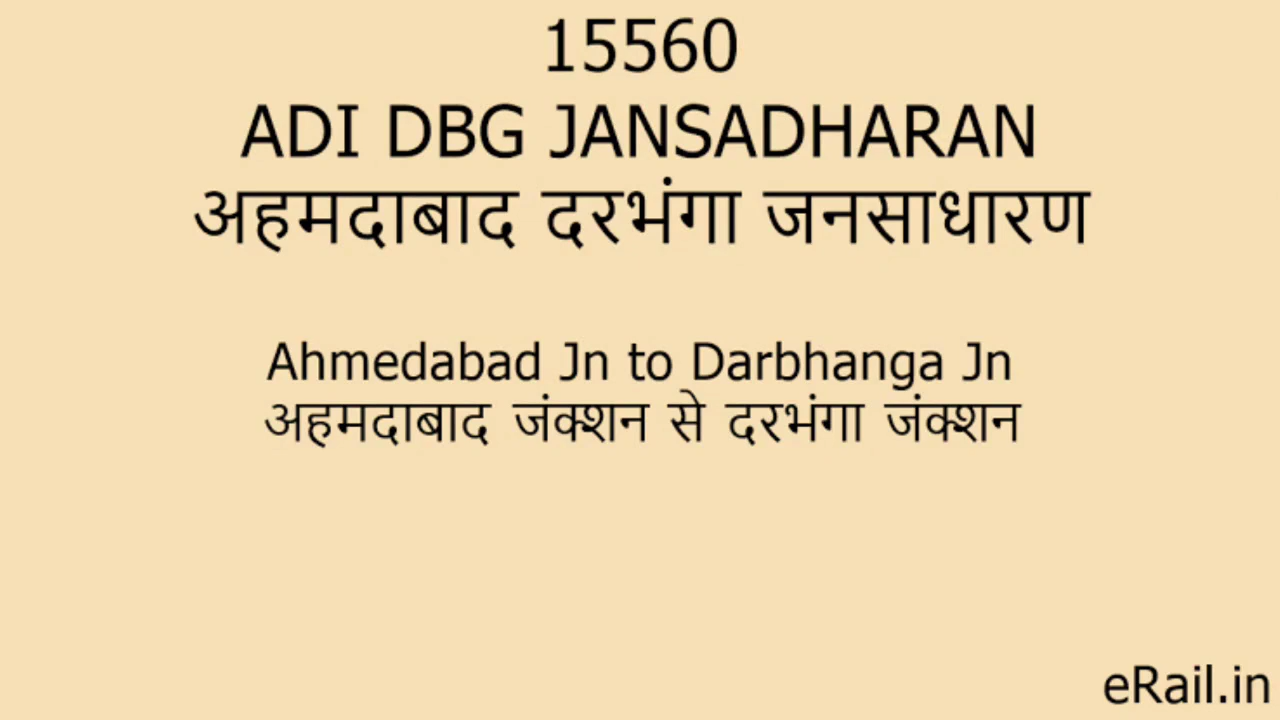 15560
ADI DBG JANSADHARAN
अहमदाबाद दरभंगा जनसाधारण
Ahmedabad Jn to Darbhanga Jn
अहमदाबाद जंक्शन से दरभंगा जंक्शन
eRail.in